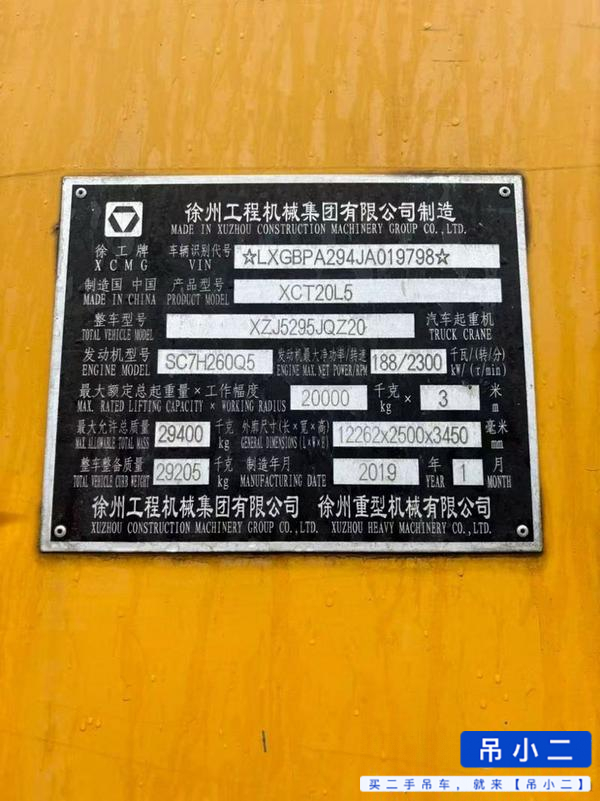 徐州工程机械集团有限公司制造
MADE IN XUZHOU CONSTRUCTION MACHINERY GROUP CO.,LTD.
徐工牌 车辆识别代号 ☆LXGBPA294JA019798☆
XCMG VIN
制造国 中国 产品型号 XCT20L5
MADE IN CHINA PRODUCT MODEL
整车型号 XZJ5295JQZ20 汽车起重机
TOTAL VEHICLE MODEL TRUCK CRANE
发动机型号 SC7H260Q5 发动机最大净功率/转速 188/2300 千瓦/(转/分)
ENGINE MODEL ENGINE MAX.NET POWER/RPM kW/(r/min)
最大额定总起重量×工作幅度 20000 千克 × 3 米
MAX. RATED LIFTING CAPACITY × WORKING RADIUS kg m
最大允许总质量 29400 千克 外廓尺寸(长×宽×高) 12262x2500x3450 毫米
MAX ALLOWABLE TOTAL MASS kg GENERAL DIMENSIONS (L×W×H) mm
整车整备质量 29205 千克 制造年月 2019 年 1 月
TOTAL VEHICLE CURB WEIGHT kg MANUFACTURING DATE YEAR MONTH
徐州工程机械集团有限公司 徐州重型机械有限公司
XUZHOU CONSTRUCTION MACHINERY GROUP CO.,LTD. XUZHOU HEAVY MACHINERY CO.,LTD
吊小二
买二手吊车,就来【吊小二】